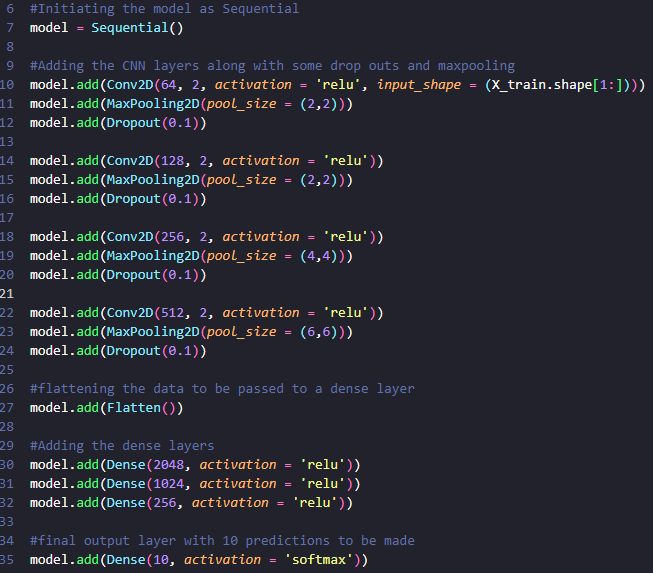 6 #Initiating the model as Sequential
7 model = Sequential()
8
9 #Adding the CNN layers along with some drop outs and maxpooling
10 model.add(Conv2D(64, 2, activation = 'relu', input_shape = (X_train.shape[1:])))
11 model.add(MaxPooling2D(pool_size = (2,2)))
12 model.add(Dropout(0.1))
13
14 model.add(Conv2D(128, 2, activation = 'relu'))
15 model.add(MaxPooling2D(pool_size = (2,2)))
16 model.add(Dropout(0.1))
17
18 model.add(Conv2D(256, 2, activation = 'relu'))
19 model.add(MaxPooling2D(pool_size = (4,4)))
20 model.add(Dropout(0.1))
21
22 model.add(Conv2D(512, 2, activation = 'relu'))
23 model.add(MaxPooling2D(pool_size = (6,6)))
24 model.add(Dropout(0.1))
25
26 #flattening the data to be passed to a dense layer
27 model.add(Flatten())
28
29 #Adding the dense layers
30 model.add(Dense(2048, activation = 'relu'))
31 model.add(Dense(1024, activation = 'relu'))
32 model.add(Dense(256, activation = 'relu'))
33
34 #final output layer with 10 predictions to be made
35 model.add(Dense(10, activation = 'softmax'))